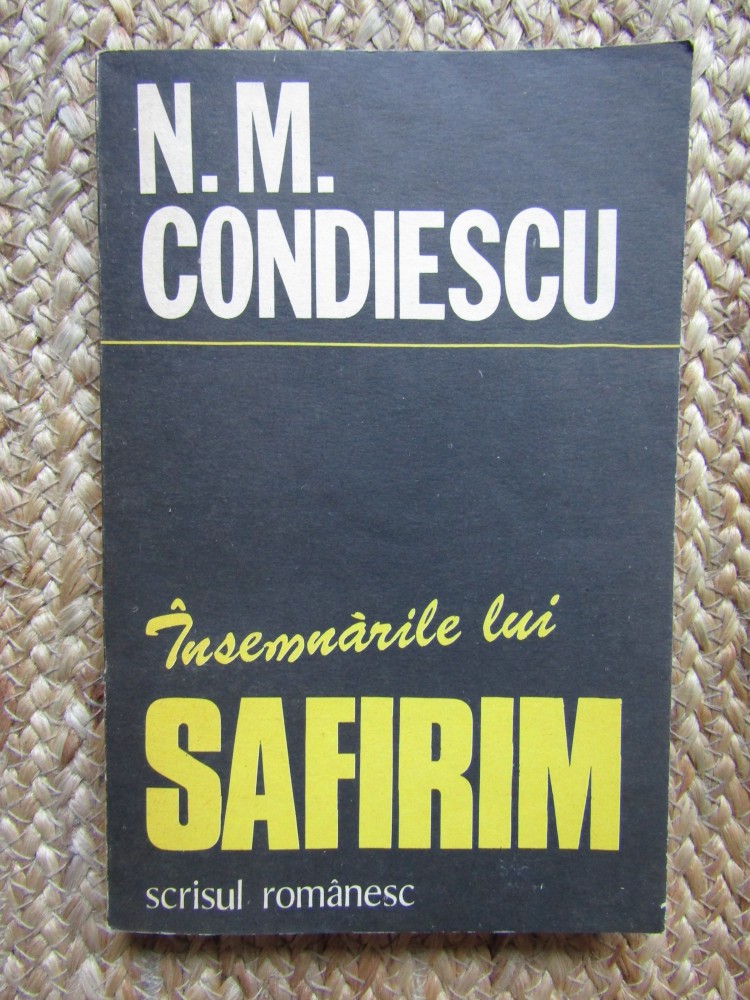 N. M.
CONDIESCU
Însemnările lui
SAFIRIM
scrisul românesc